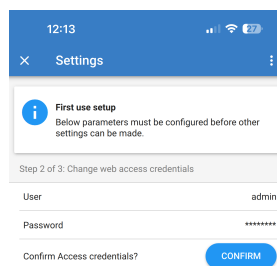 12:13
27
Settings
First use setup
Below parameters must be configured before other
settings can be made.
Step 2 of 3: Change web access credentials
User admin
Password ********
Confirm Access credentials? CONFIRM